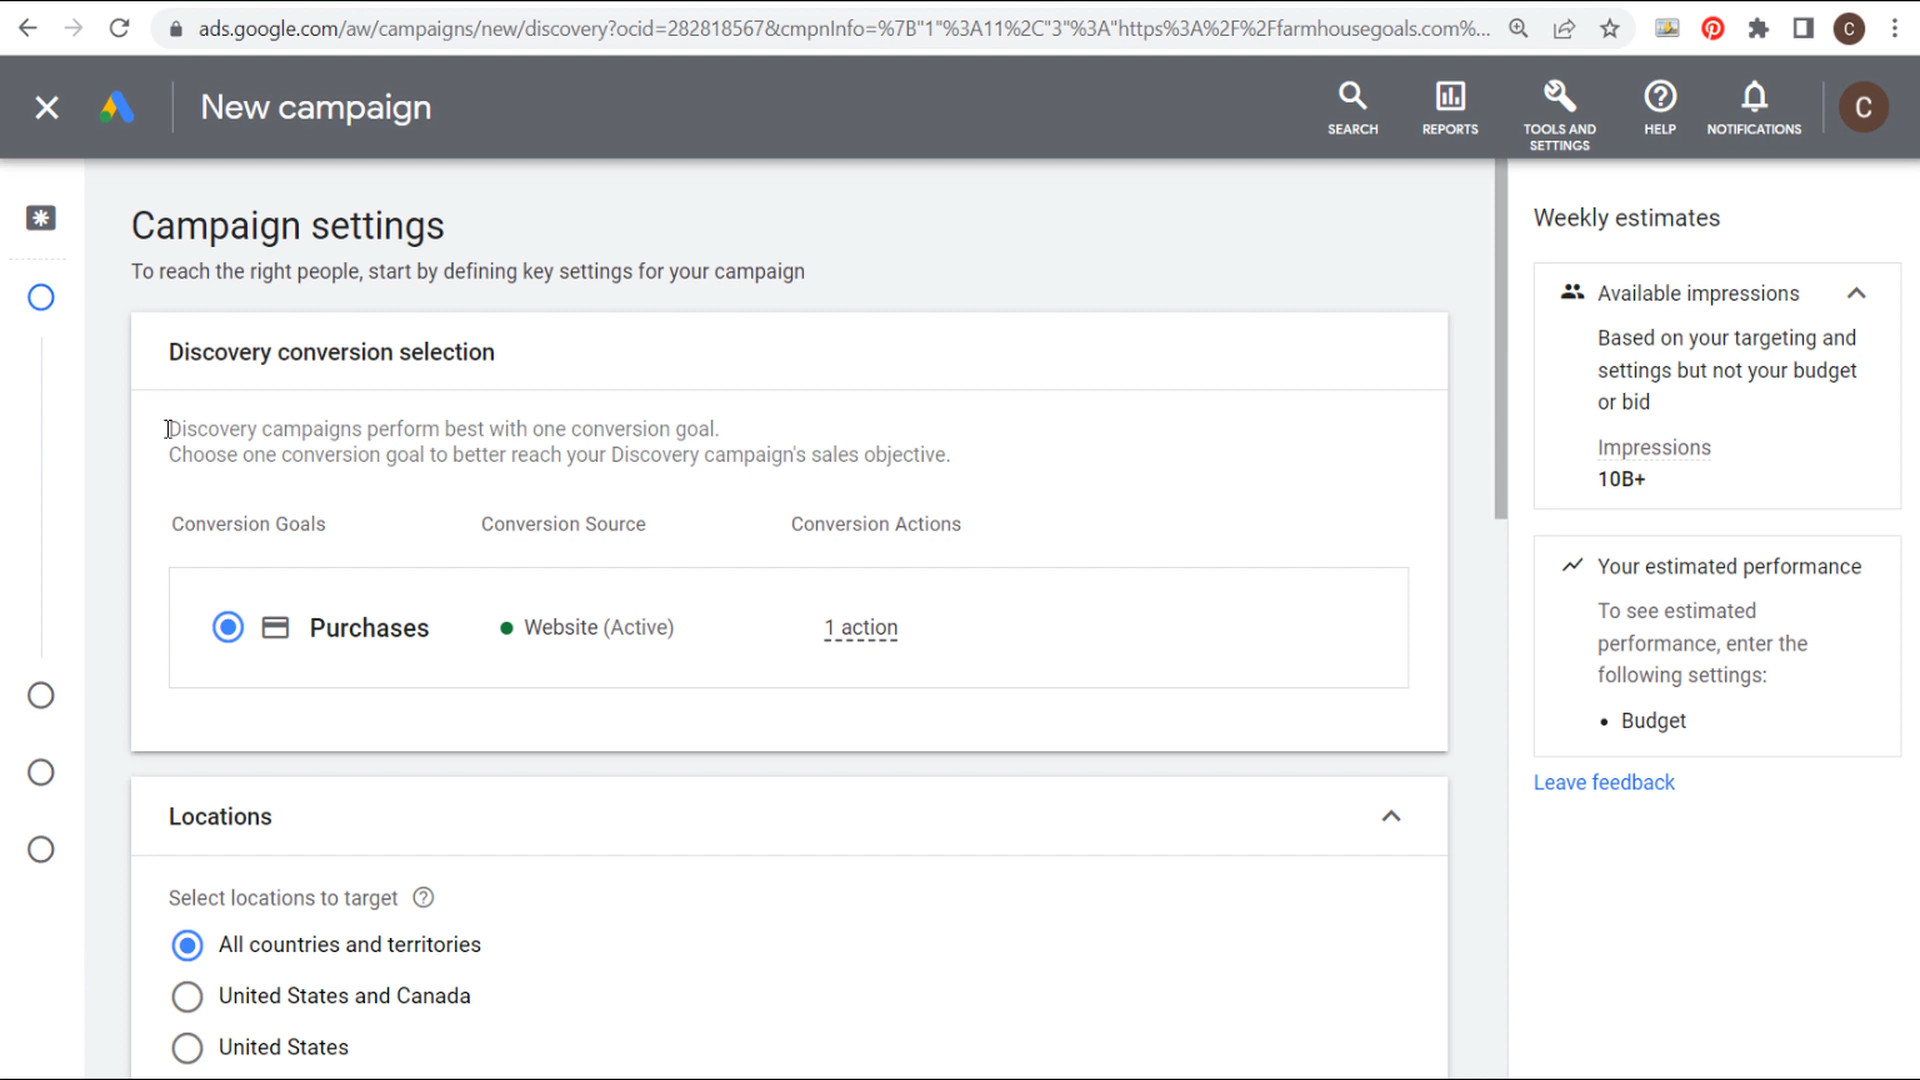 ads.google.com/aw/campaigns/new/discovery?ocid=282818567&cmpnInfo=%7B"1"%3A11%2C"3"%3A"https%3A%2F%2Ffarmhousegoals.com%...
C
New campaign
SEARCH
REPORTS
TOOLS AND
SETTINGS
HELP
NOTIFICATIONS
C
Campaign settings
To reach the right people, start by defining key settings for your campaign
Discovery conversion selection
Discovery campaigns perform best with one conversion goal.
Choose one conversion goal to better reach your Discovery campaign's sales objective.
Conversion Goals
Conversion Source
Conversion Actions
Purchases
Website (Active)
1 action
Locations
Select locations to target
All countries and territories
United States and Canada
United States
Weekly estimates
Available impressions
Based on your targeting and
settings but not your budget
or bid
Impressions
10B+
Your estimated performance
To see estimated
performance, enter the
following settings:
• Budget
Leave feedback